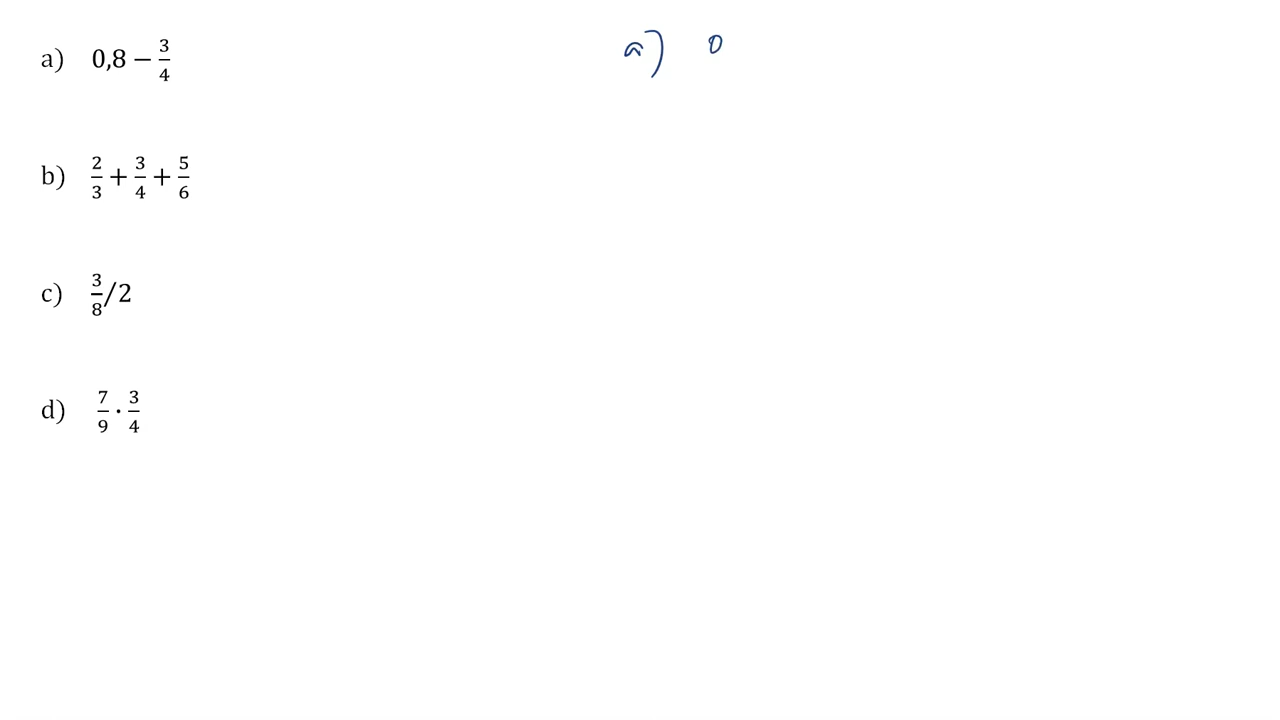 a) 0,8 − 3/4
a) 0
b) 2/3 + 3/4 + 5/6
c) 3/8 /2
d) 7/9 · 3/4